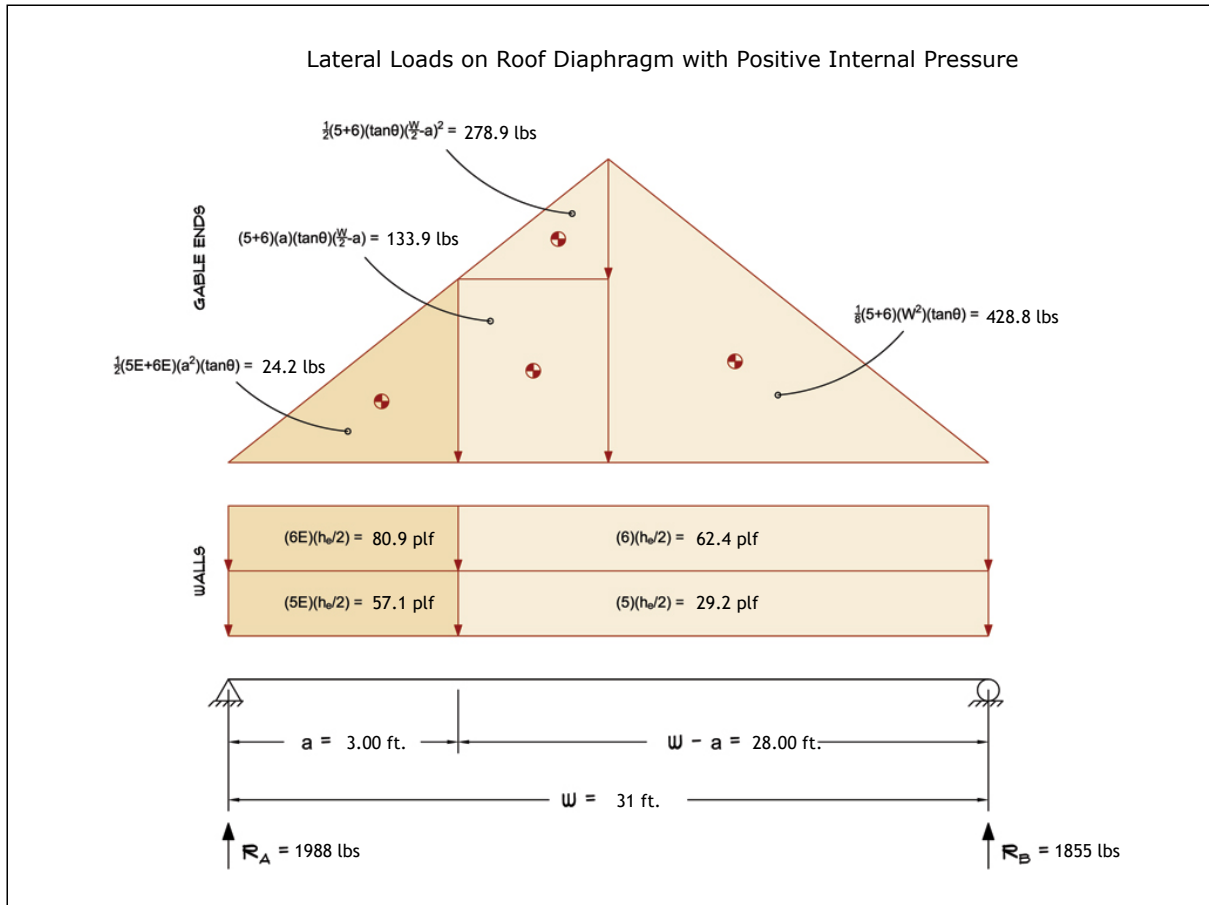 Lateral Loads on Roof Diaphragm with Positive Internal Pressure
½(5+6)(tanθ)(W/2-a)² = 278.9 lbs
GABLE ENDS
(5+6)(a)(tanθ)(W/2-a) = 133.9 lbs
⅛(5+6)(W²)(tanθ) = 428.8 lbs
½(5E+6E)(a²)(tanθ) = 24.2 lbs
WALLS
(6E)(hₑ/2) = 80.9 plf
(6)(hₑ/2) = 62.4 plf
(5E)(hₑ/2) = 57.1 plf
(5)(hₑ/2) = 29.2 plf
a = 3.00 ft.
W - a = 28.00 ft.
W = 31 ft.
R_A = 1988 lbs
R_B = 1855 lbs